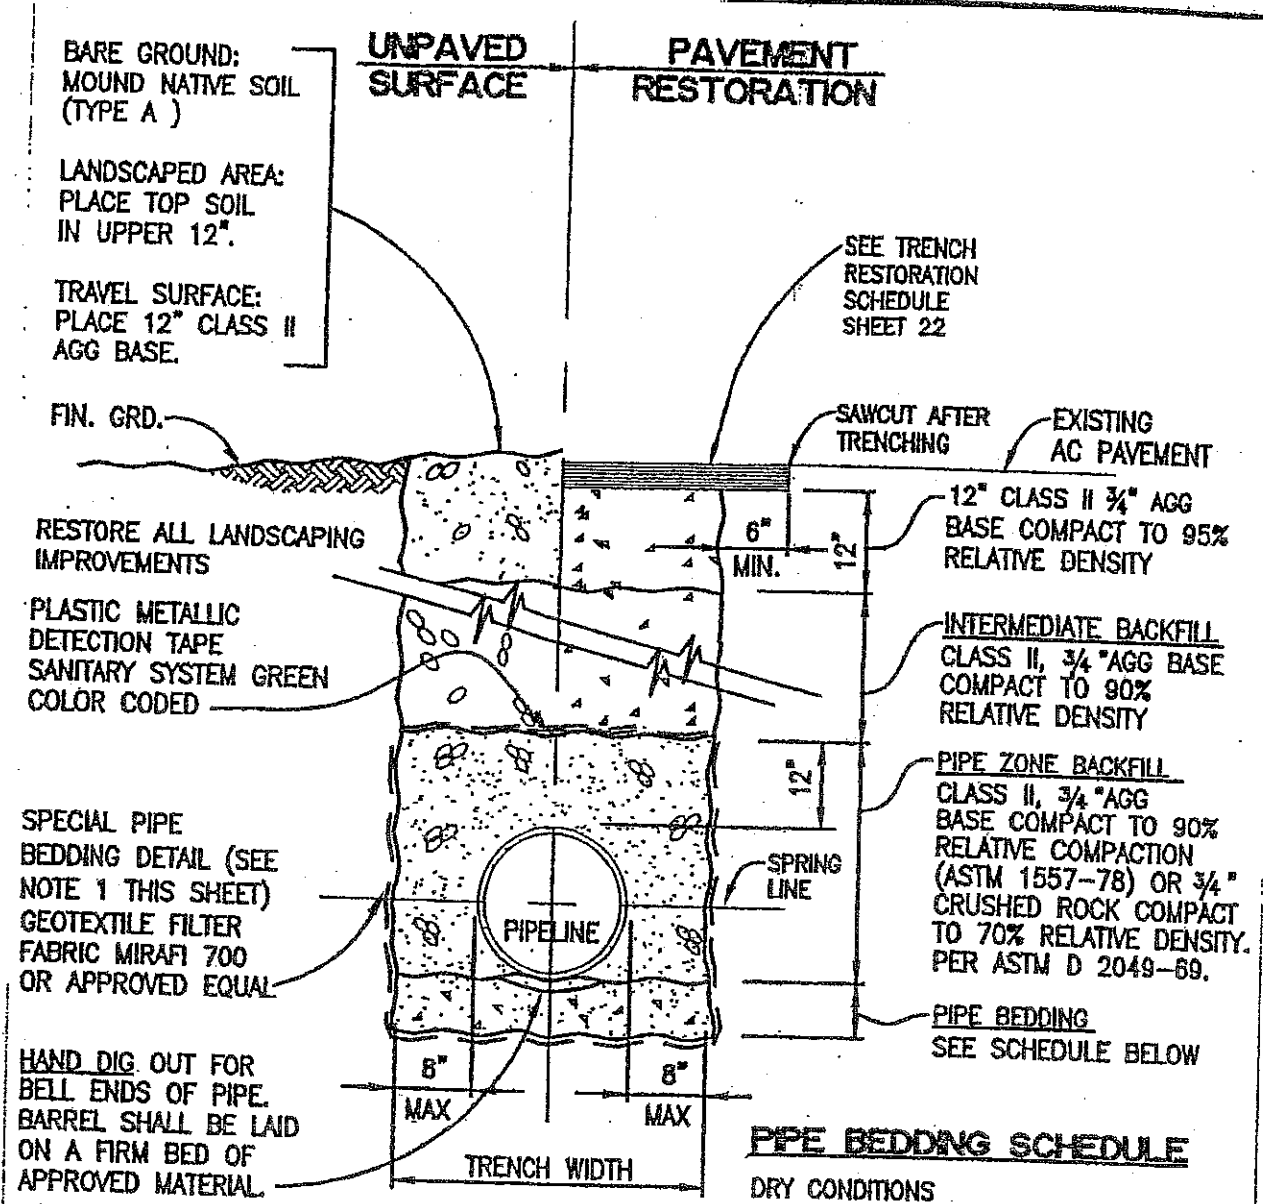 BARE GROUND:
MOUND NATIVE SOIL
(TYPE A )
LANDSCAPED AREA:
PLACE TOP SOIL
IN UPPER 12".
TRAVEL SURFACE:
PLACE 12" CLASS II
AGG BASE.
UNPAVED
SURFACE
PAVEMENT
RESTORATION
SEE TRENCH
RESTORATION
SCHEDULE
SHEET 22
FIN. GRD.
SAWCUT AFTER
TRENCHING
EXISTING
AC PAVEMENT
12" CLASS II 3/4" AGG
BASE COMPACT TO 95%
RELATIVE DENSITY
6"
MIN.
12"
RESTORE ALL LANDSCAPING
IMPROVEMENTS
PLASTIC METALLIC
DETECTION TAPE
SANITARY SYSTEM GREEN
COLOR CODED
INTERMEDIATE BACKFILL
CLASS II, 3/4 "AGG BASE
COMPACT TO 90%
RELATIVE DENSITY
12"
PIPE ZONE BACKFILL
CLASS II, 3/4 "AGG
BASE COMPACT TO 90%
RELATIVE COMPACTION
(ASTM 1557-78) OR 3/4 "
CRUSHED ROCK COMPACT
TO 70% RELATIVE DENSITY.
PER ASTM D 2049-69.
SPECIAL PIPE
BEDDING DETAIL (SEE
NOTE 1 THIS SHEET)
GEOTEXTILE FILTER
FABRIC MIRAFI 700
OR APPROVED EQUAL
SPRING
LINE
PIPELINE
PIPE BEDDING
SEE SCHEDULE BELOW
HAND DIG OUT FOR
BELL ENDS OF PIPE.
BARREL SHALL BE LAID
ON A FIRM BED OF
APPROVED MATERIAL.
8"
MAX
8"
MAX
TRENCH WIDTH
PIPE BEDDING SCHEDULE
DRY CONDITIONS